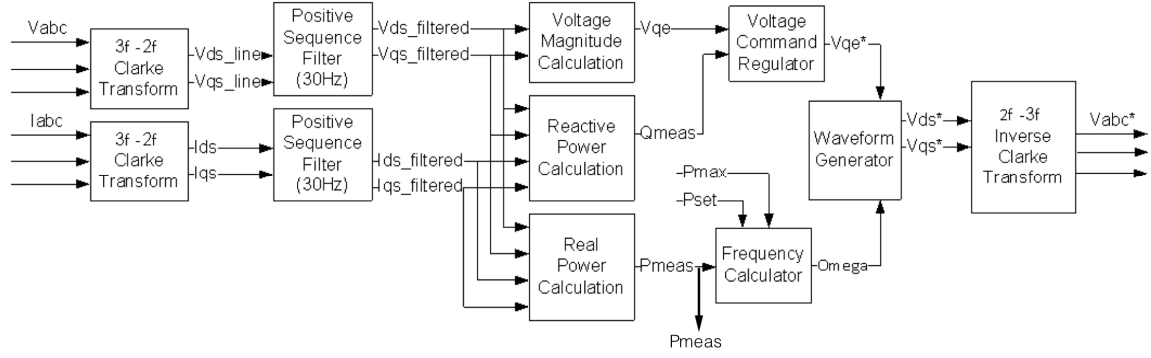 Vabc
3f -2f
Clarke
Transform
Vds_line
Vqs_line
Positive
Sequence
Filter
(30Hz)
Vds_filtered
Vqs_filtered
Voltage
Magnitude
Calculation
Vqe
Voltage
Command
Regulator
Vqe*
Iabc
3f -2f
Clarke
Transform
Ids
Iqs
Positive
Sequence
Filter
(30Hz)
Ids_filtered
Iqs_filtered
Reactive
Power
Calculation
Qmeas
Waveform
Generator
Vds*
Vqs*
2f -3f
Inverse
Clarke
Transform
Vabc*
Pmax
Pset
Real
Power
Calculation
Pmeas
Frequency
Calculator
Omega
Pmeas